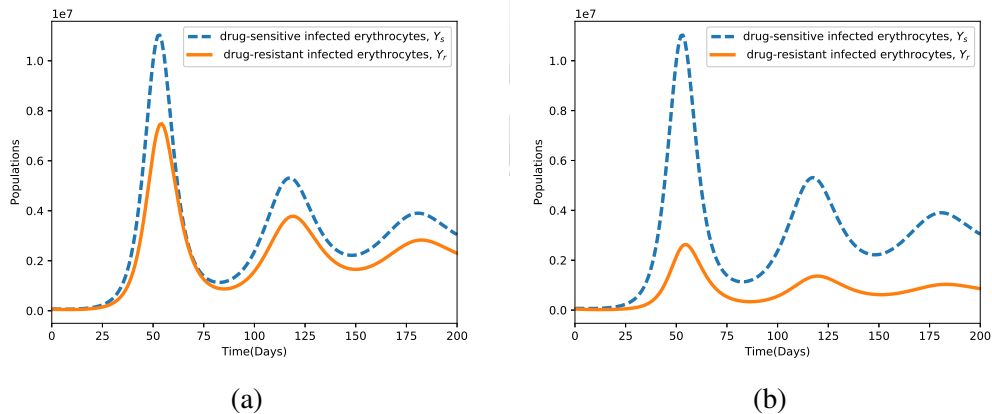 1e7
drug-sensitive infected erythrocytes, Yₛ
drug-resistant infected erythrocytes, Yᵣ
1.0
0.8
0.6
0.4
0.2
0.0
Populations
0 25 50 75 100 125 150 175 200
Time(Days)
(a)
1e7
drug-sensitive infected erythrocytes, Yₛ
drug-resistant infected erythrocytes, Yᵣ
1.0
0.8
0.6
0.4
0.2
0.0
Populations
0 25 50 75 100 125 150 175 200
Time(Days)
(b)